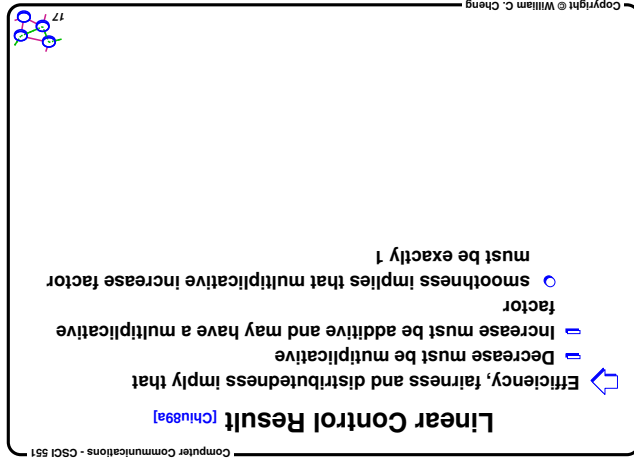 Computer Communications - CSCI 551
Linear Control Result [Chiu89a]
Efficiency, fairness and distributedness imply that
Decrease must be mutiplicative
Increase must be additive and may have a multiplicative
factor
smoothness implies that multiplicative increase factor
must be exactly 1
17
Copyright © William C. Cheng